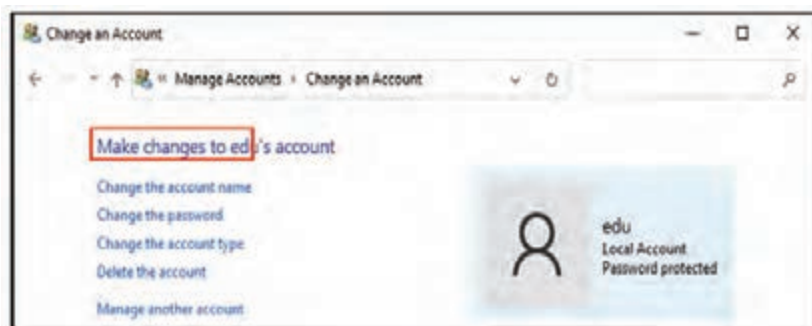 Change an Account
« Manage Accounts › Change an Account
Make changes to edu's account
Change the account name
Change the password
Change the account type
Delete the account
Manage another account
edu
Local Account
Password protected